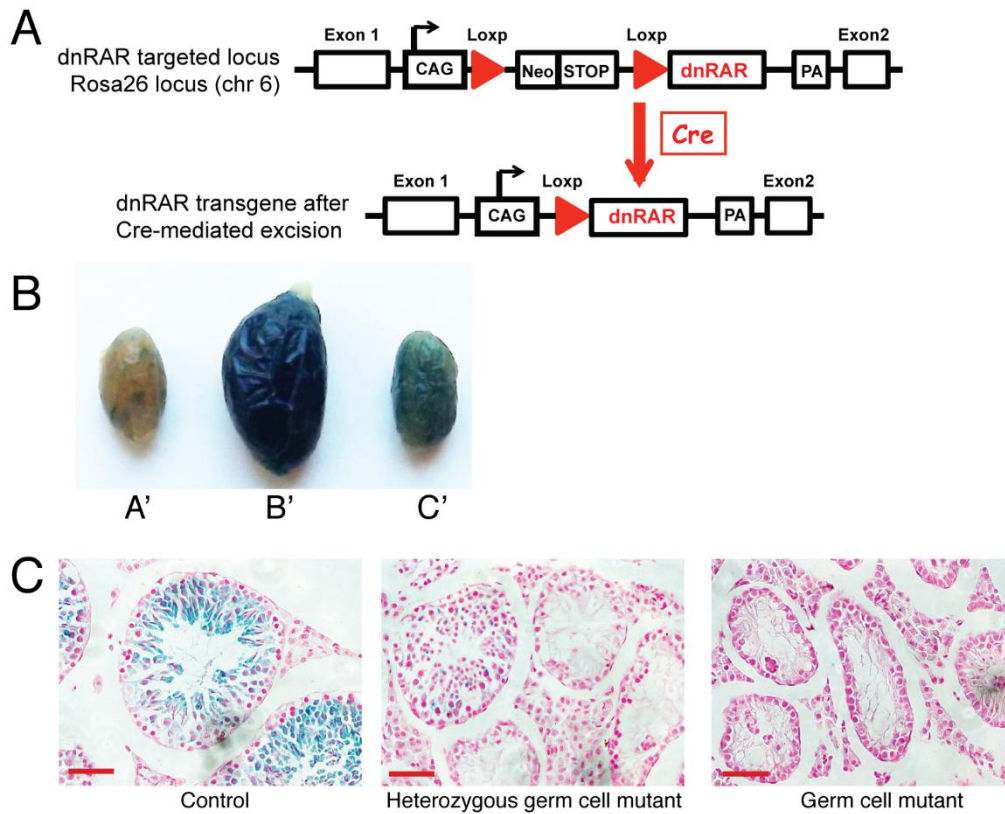 A
dnRAR targeted locus
Rosa26 locus (chr 6)
Exon 1
Loxp
Loxp
Exon2
CAG
Neo
STOP
dnRAR
PA
Cre
dnRAR transgene after
Cre-mediated excision
Exon 1
Loxp
Exon2
CAG
dnRAR
PA
B
A’
B’
C’
C
Control
Heterozygous germ cell mutant
Germ cell mutant